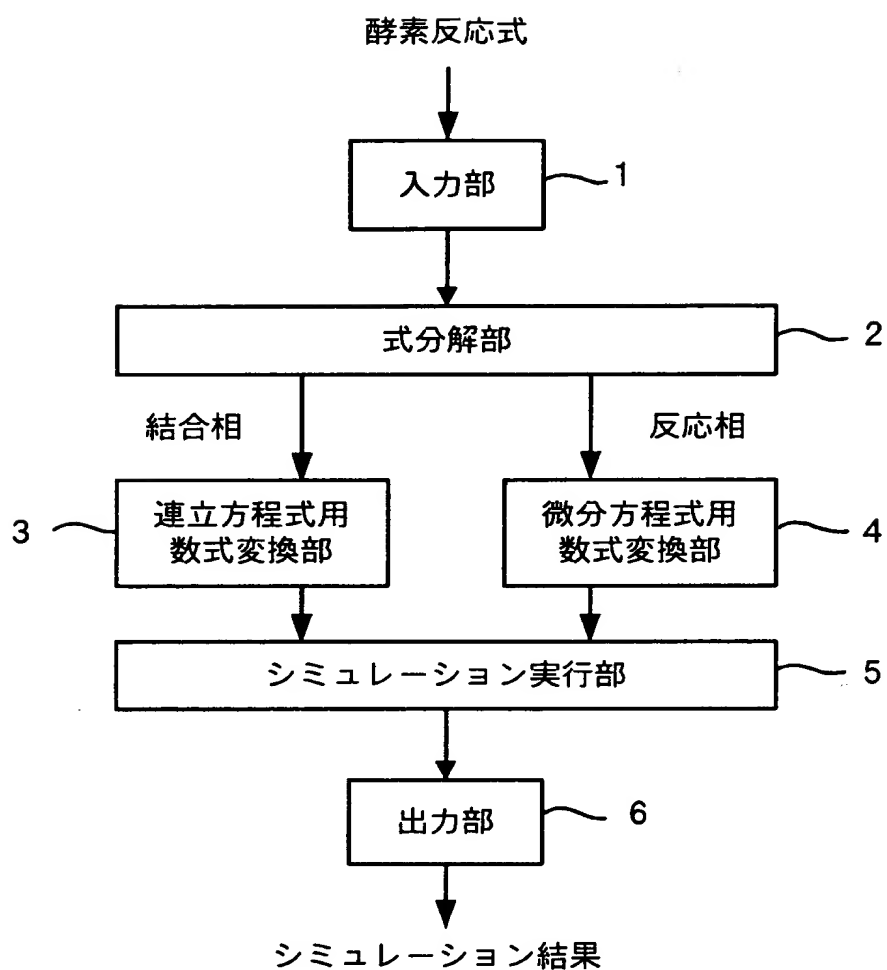 酵素反応式
入力部
1
式分解部
2
結合相
反応相
3
連立方程式用
数式変換部
微分方程式用
数式変換部
4
シミュレーション実行部
5
出力部
6
シミュレーション結果